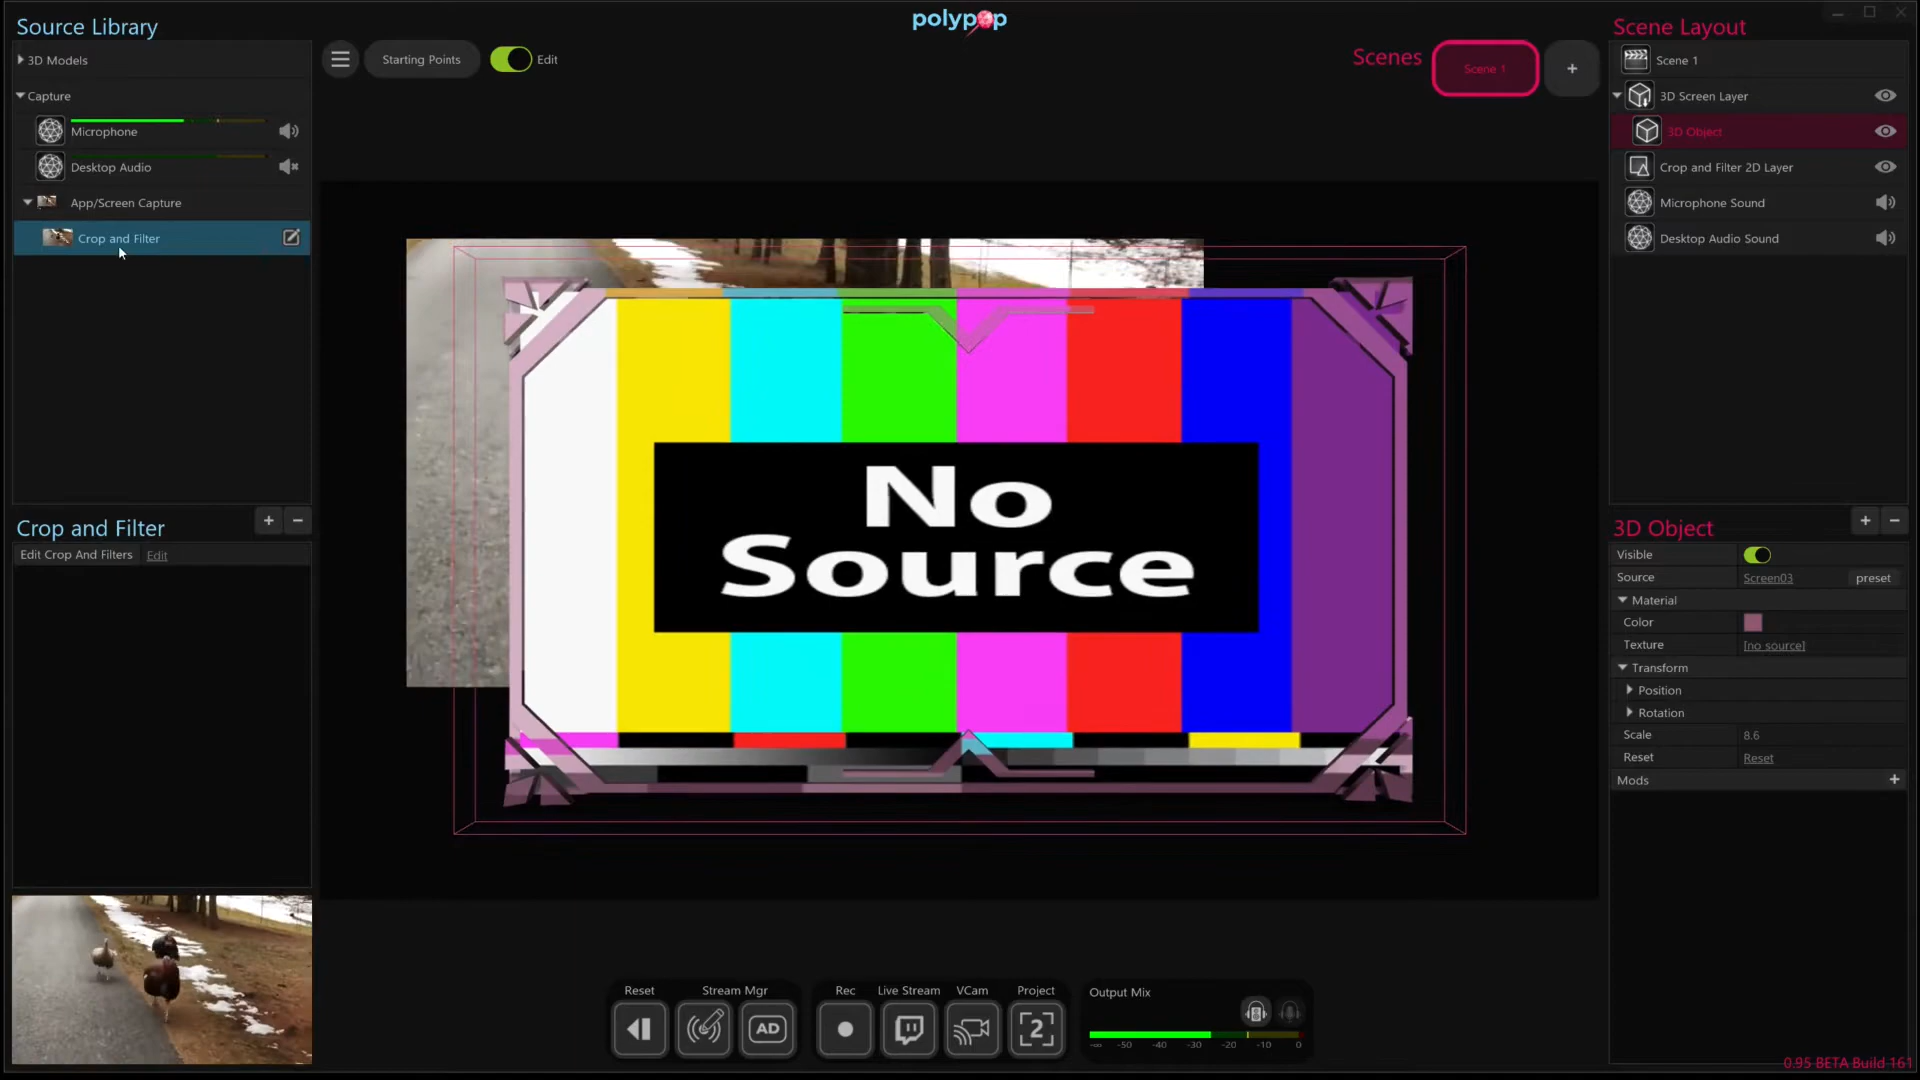 Source Library
polypop
Scene Layout
3D Models
Starting Points
Edit
Scenes
Scene 1
+
Scene 1
Capture
3D Screen Layer
Microphone
3D Object
Desktop Audio
Crop and Filter 2D Layer
App/Screen Capture
Microphone Sound
Crop and Filter
Desktop Audio Sound
No
Source
Crop and Filter
+ -
3D Object
+ -
Edit Crop And Filters Edit
Visible
Source Screen03 preset
Material
Color
Texture [no source]
Transform
Position
Rotation
Scale 8.6
Reset Reset
Mods +
Reset Stream Mgr Rec Live Stream VCam Project
AD
2
Output Mix
-∞ -50 -40 -30 -20 -10 0
0.95 BETA Build 161